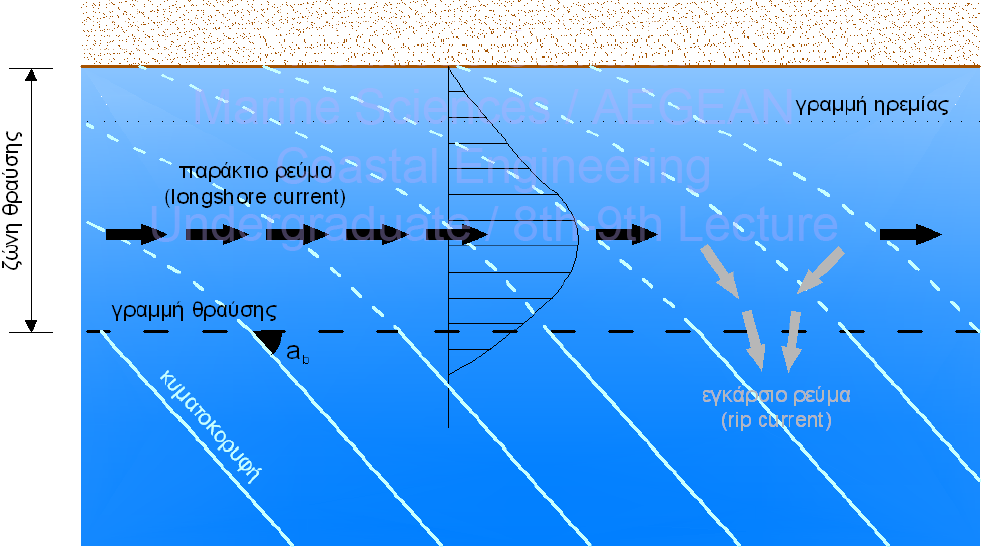 Marine Sciences / AEGEAN
γραμμή ηρεμίας
Coastal Engineering
παράκτιο ρεύμα
(longshore current)
Undergraduate / 8th-9th Lecture
ζώνη θραύσης
γραμμή θραύσης
a_b
κυματοκορυφή
εγκάρσιο ρεύμα
(rip current)